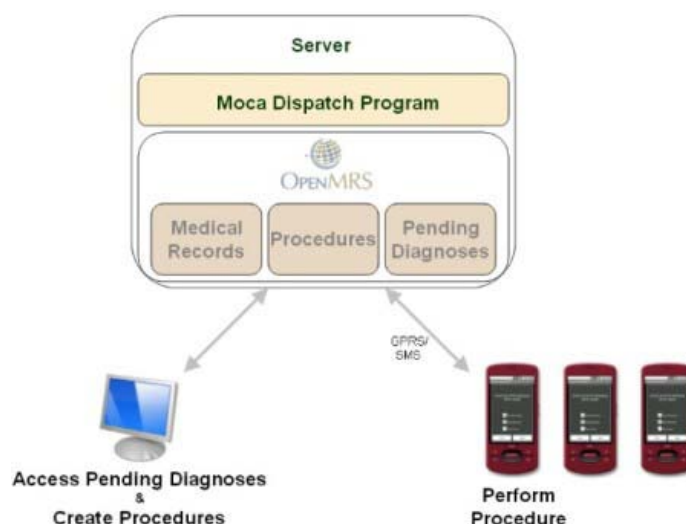 Server
Moca Dispatch Program
OPENMRS
Medical
Records
Procedures
Pending
Diagnoses
GPRS/
SMS
Access Pending Diagnoses
&
Create Procedures
Perform
Procedure